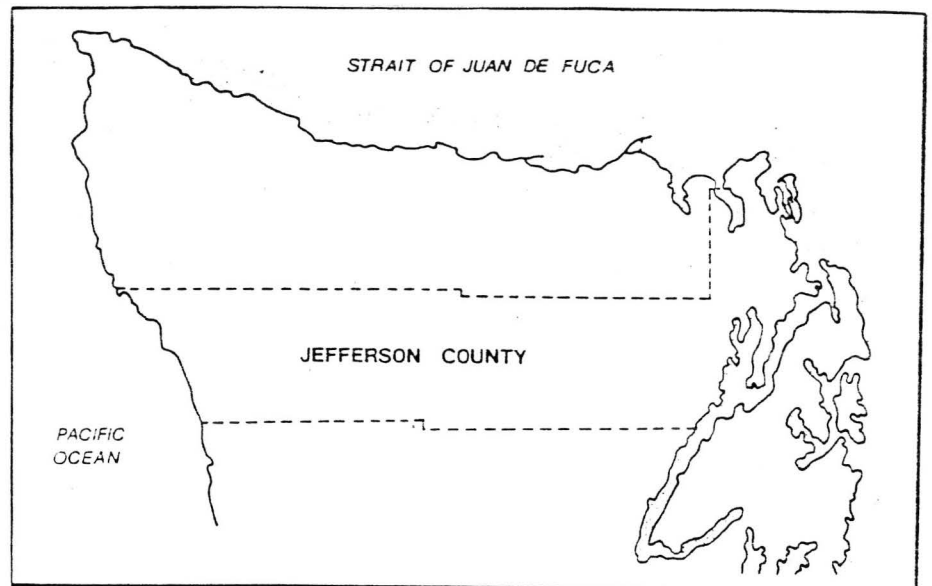 STRAIT OF JUAN DE FUCA
JEFFERSON COUNTY
PACIFIC
OCEAN